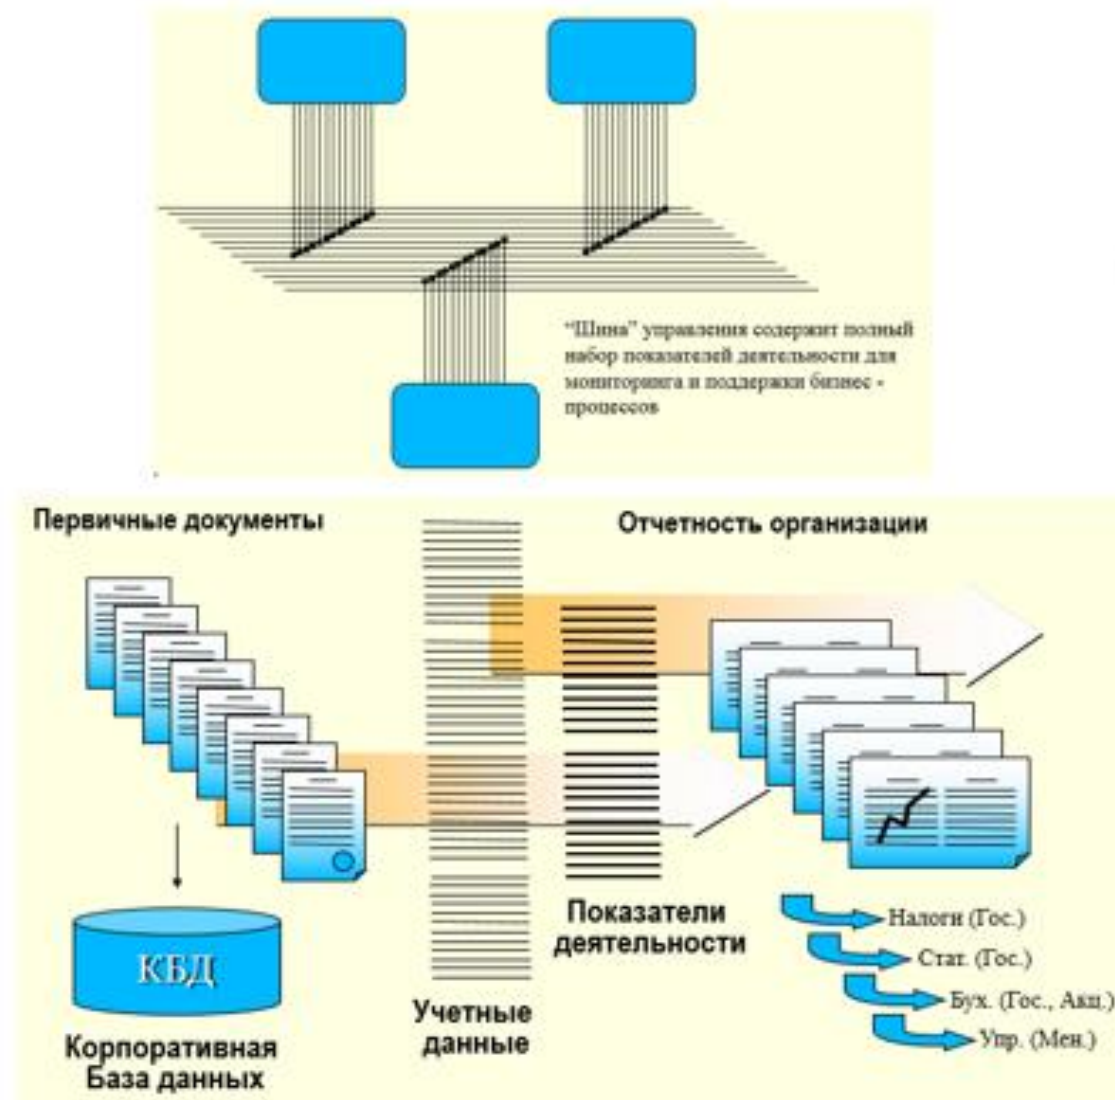 “Шина” управления содержит полный
набор показателей деятельности для
мониторинга и поддержки бизнес -
процессов
Первичные документы
Отчетность организации
КБД
Корпоративная
База данных
Учетные
данные
Показатели
деятельности
Налоги (Гос.)
Стат. (Гос.)
Бух. (Гос., Акц.)
Упр. (Мен.)